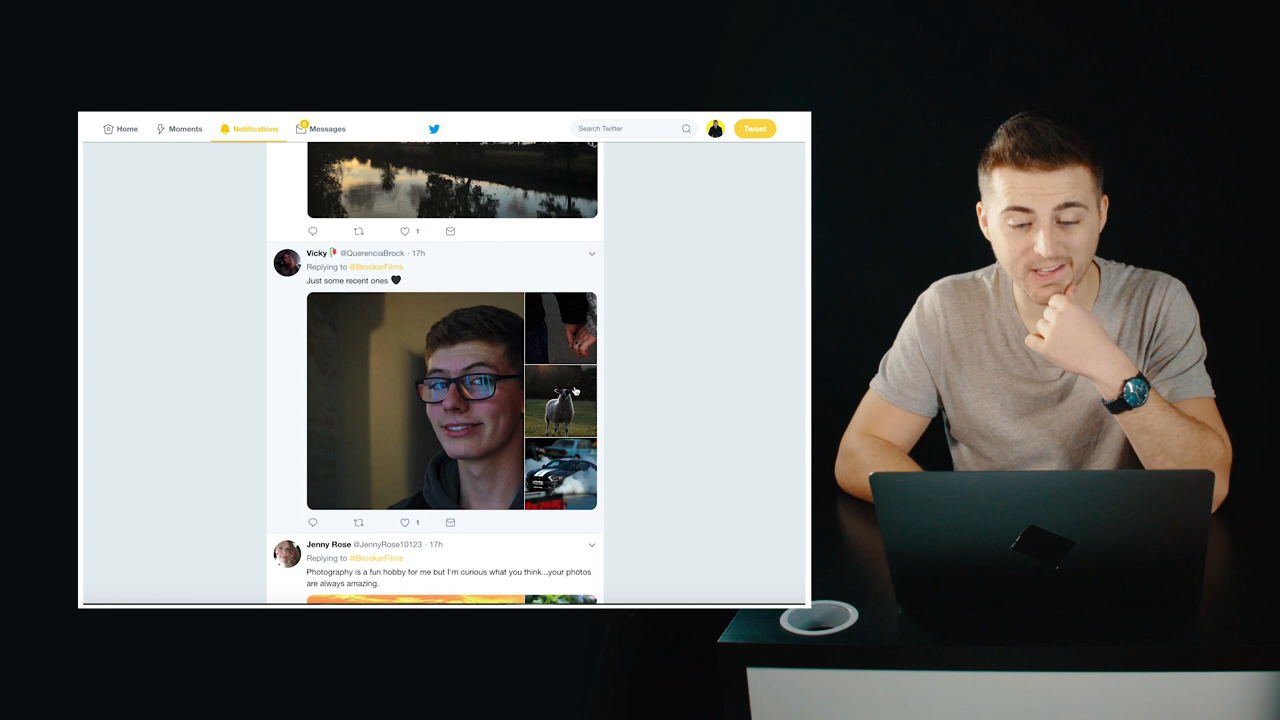 Home Moments Notifications 6 Messages Search Twitter Tweet
1
Vicky @QuerenciaBrock · 17h
Replying to @BrookerFilms
Just some recent ones 🖤
1
Jenny Rose @JennyRose10123 · 17h
Replying to @BrookerFilms
Photography is a fun hobby for me but I'm curious what you think...your photos
are always amazing.